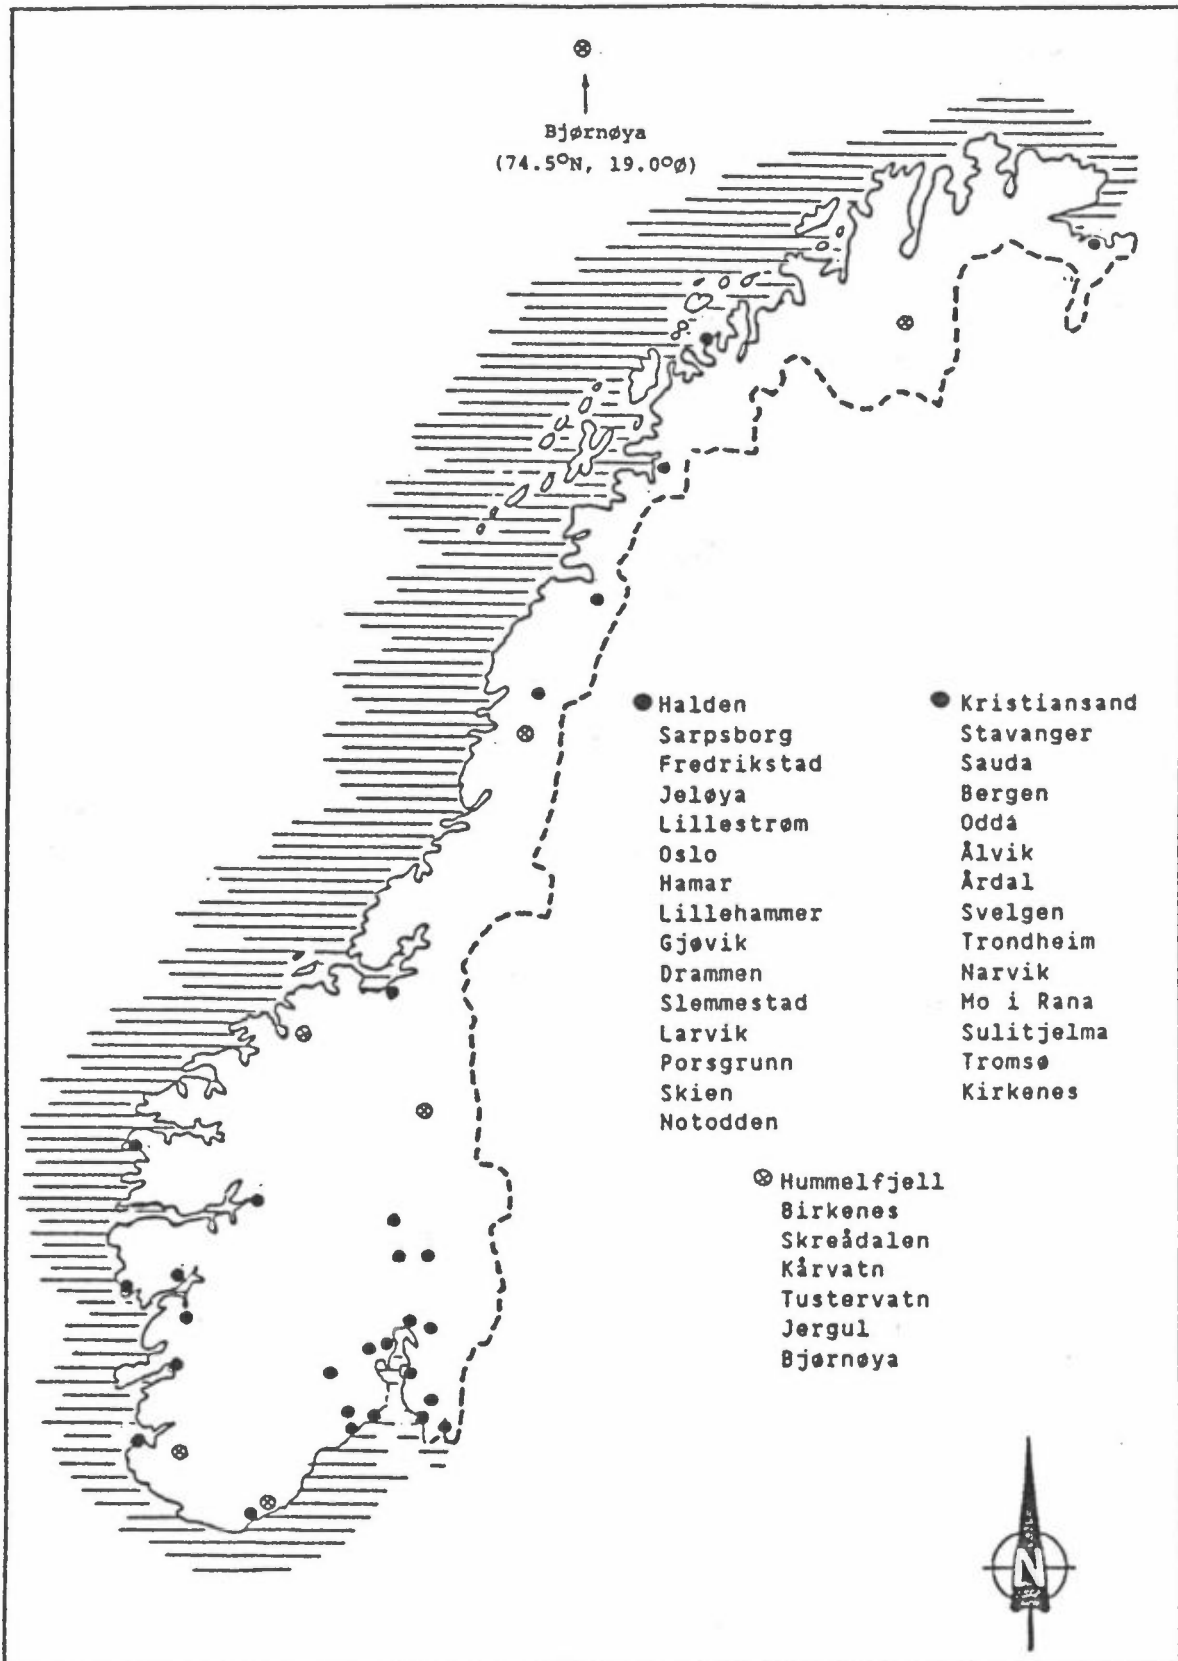 Bjørnøya
(74.5°N, 19.0°Ø)
Halden
Sarpsborg
Fredrikstad
Jeløya
Lillestrøm
Oslo
Hamar
Lillehammer
Gjøvik
Drammen
Slemmestad
Larvik
Porsgrunn
Skien
Notodden
Kristiansand
Stavanger
Sauda
Bergen
Odda
Ålvik
Årdal
Svelgen
Trondheim
Narvik
Mo i Rana
Sulitjelma
Tromsø
Kirkenes
Hummelfjell
Birkenes
Skreådalen
Kårvatn
Tustervatn
Jergul
Bjørnøya
N